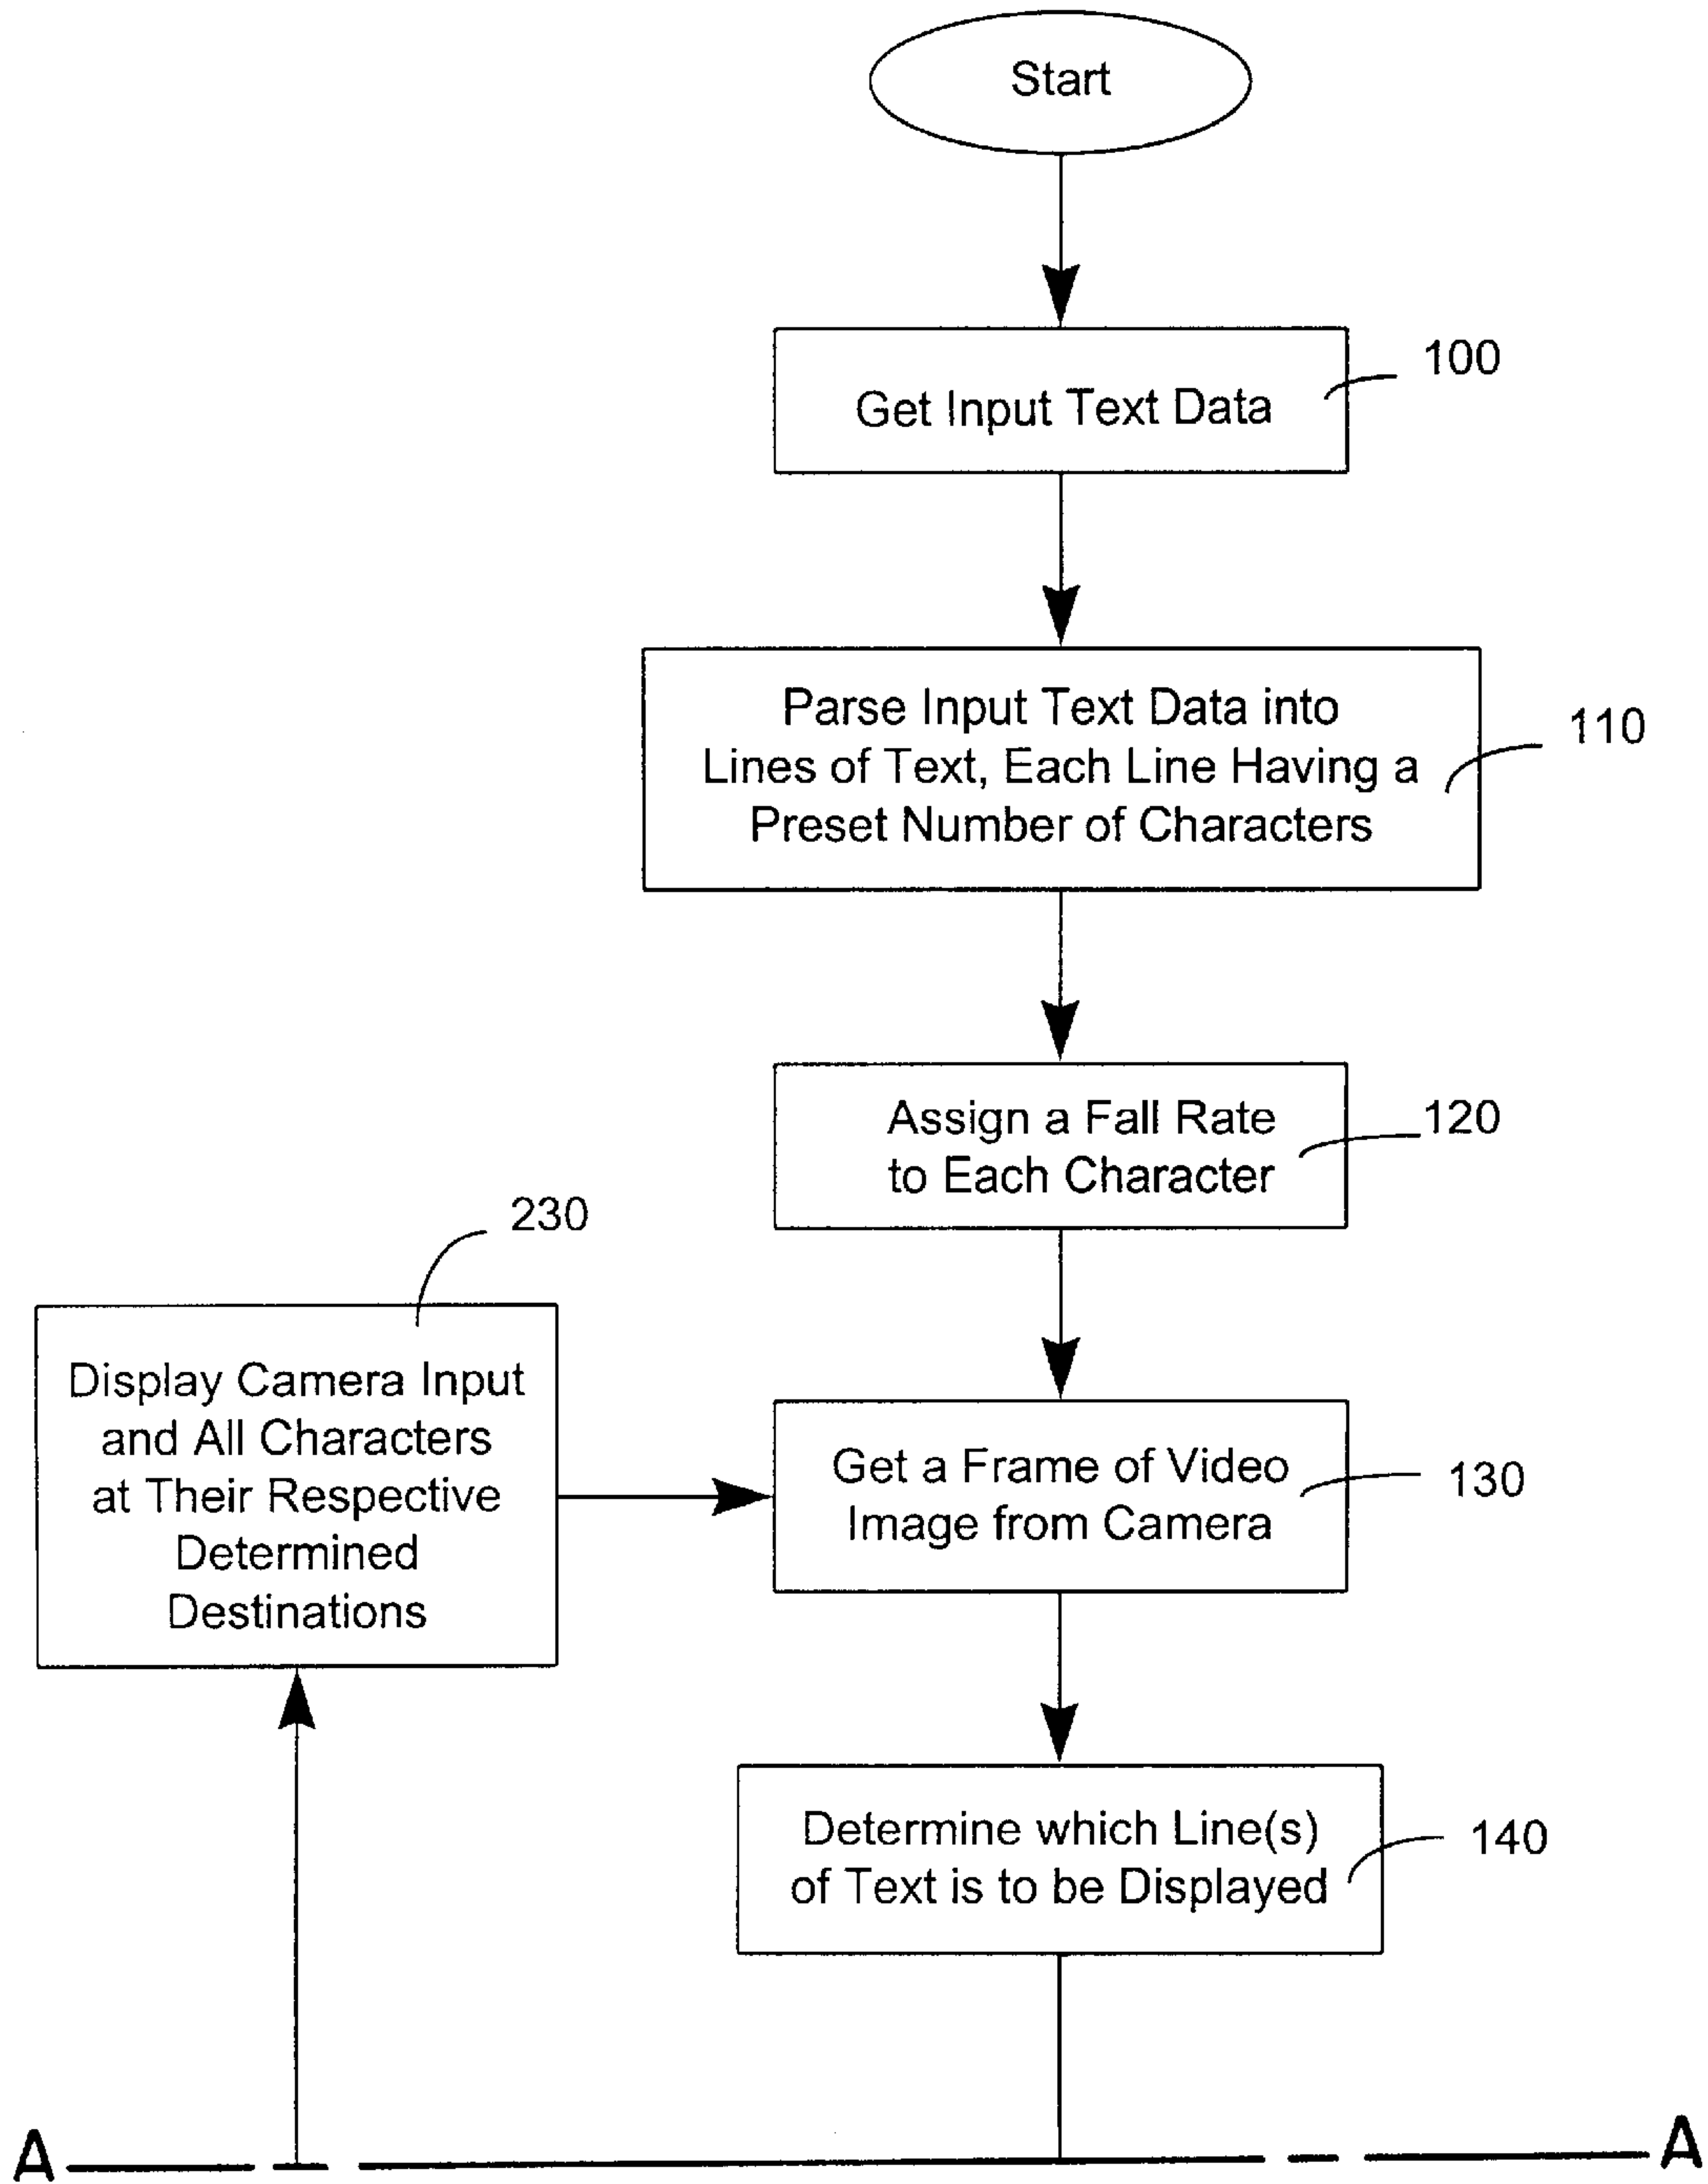 Start
100
Get Input Text Data
110
Parse Input Text Data into
Lines of Text, Each Line Having a
Preset Number of Characters
120
Assign a Fall Rate
to Each Character
230
Display Camera Input
and All Characters
at Their Respective
Determined
Destinations
130
Get a Frame of Video
Image from Camera
140
Determine which Line(s)
of Text is to be Displayed
A
A